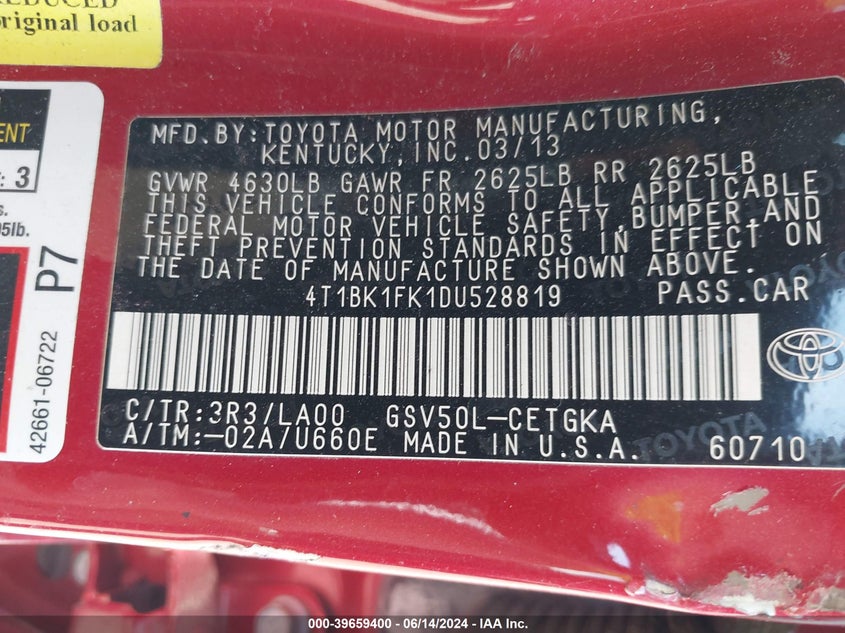 REDUCED
original load
ENT
: 3
s.
5lb.
P7
42661-06722
MFD.BY:TOYOTA MOTOR MANUFACTURING,
KENTUCKY,INC.03/13
GVWR 4630LB GAWR FR 2625LB RR 2625LB
THIS VEHICLE CONFORMS TO ALL APPLICABLE
FEDERAL MOTOR VEHICLE SAFETY,BUMPER,AND
THEFT PREVENTION STANDARDS IN EFFECT ON
THE DATE OF MANUFACTURE SHOWN ABOVE.
4T1BK1FK1DU528819 PASS.CAR
C/TR:3R3/LA00 GSV50L-CETGKA
A/TM:-02A/U660E MADE IN U.S.A. 60710
TOYOTA
000-39659400 - 06/14/2024 - IAA Inc.